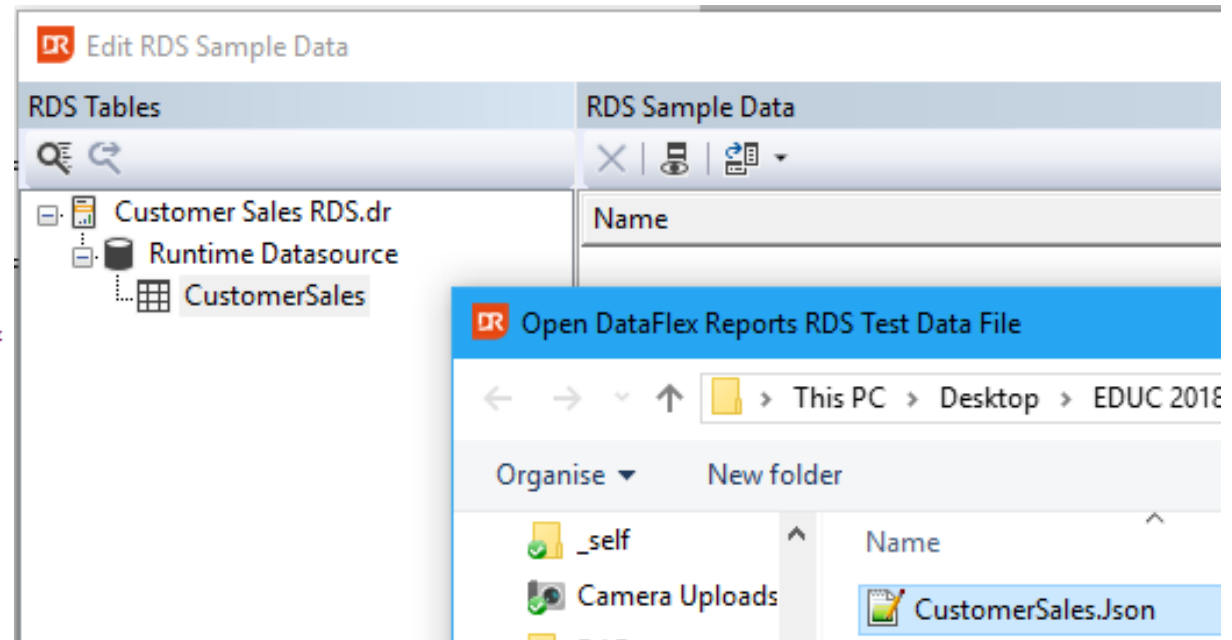 DR Edit RDS Sample Data
RDS Tables
RDS Sample Data
Customer Sales RDS.dr
Runtime Datasource
CustomerSales
Name
DR Open DataFlex Reports RDS Test Data File
This PC > Desktop > EDUC 2018
Organise
New folder
_self
Camera Uploads
Name
CustomerSales.Json